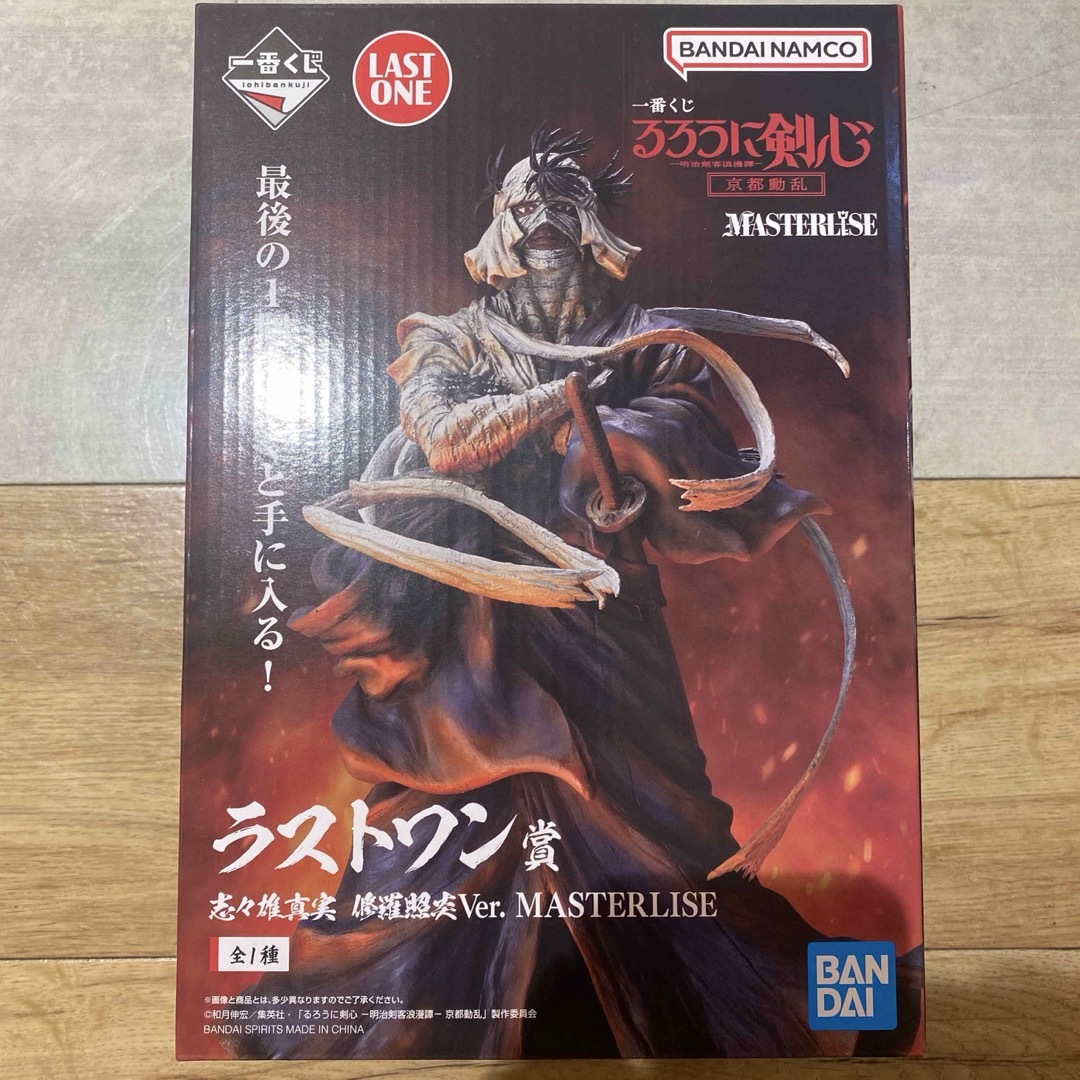 一番くじ
ichibankuji
LAST
ONE
BANDAI NAMCO
一番くじ
るろうに剣心
―明治剣客浪漫譚―
京都動乱
MASTERLISE
最後の1
と手に入る!
ラストワン賞
志々雄真実 修羅照炎Ver. MASTERLISE
全1種
※画像と商品とは、多少異なりますのでご了承ください。
©和月伸宏/集英社・「るろうに剣心 ー明治剣客浪漫譚ー 京都動乱」製作委員会
BANDAI SPIRITS MADE IN CHINA
BAN
DAI